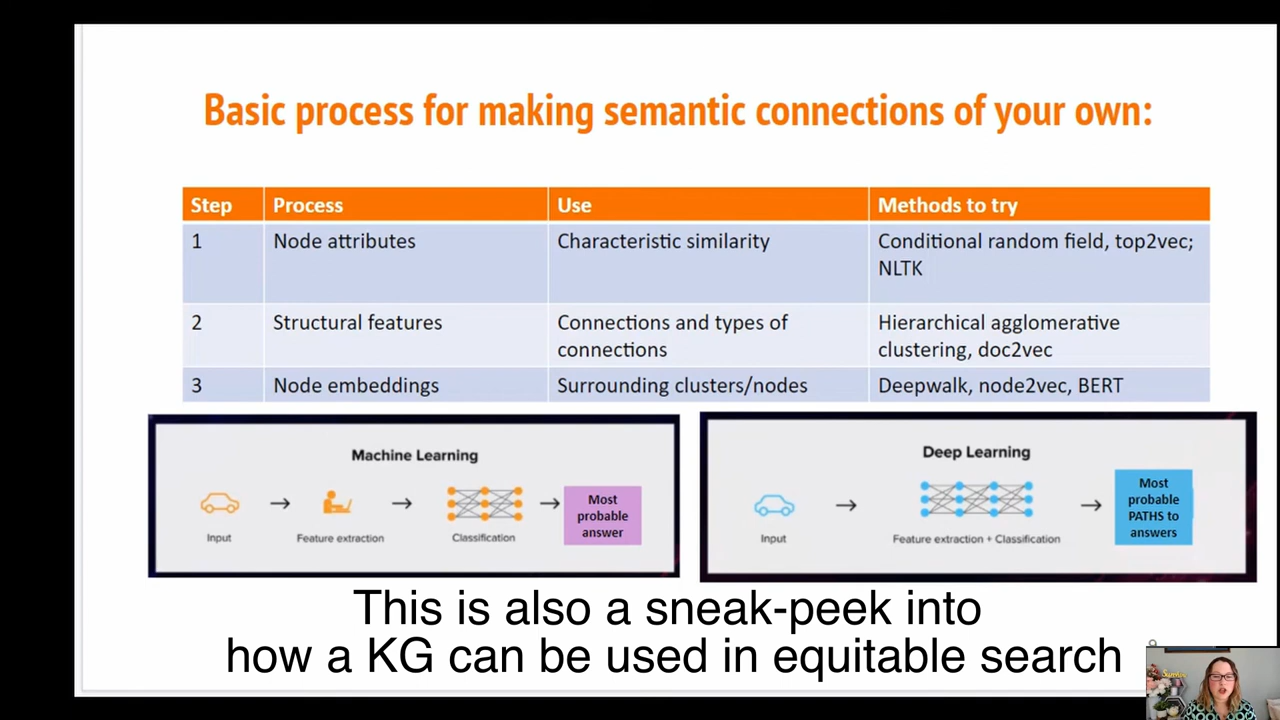 Basic process for making semantic connections of your own:
Step Process Use Methods to try
1 Node attributes Characteristic similarity Conditional random field, top2vec;
NLTK
2 Structural features Connections and types of Hierarchical agglomerative
connections clustering, doc2vec
3 Node embeddings Surrounding clusters/nodes Deepwalk, node2vec, BERT
Machine Learning
Input
Feature extraction
Classification
Most
probable
answer
Deep Learning
Input
Feature extraction + Classification
Most
probable
PATHS to
answers
This is also a sneak-peek into
how a KG can be used in equitable search